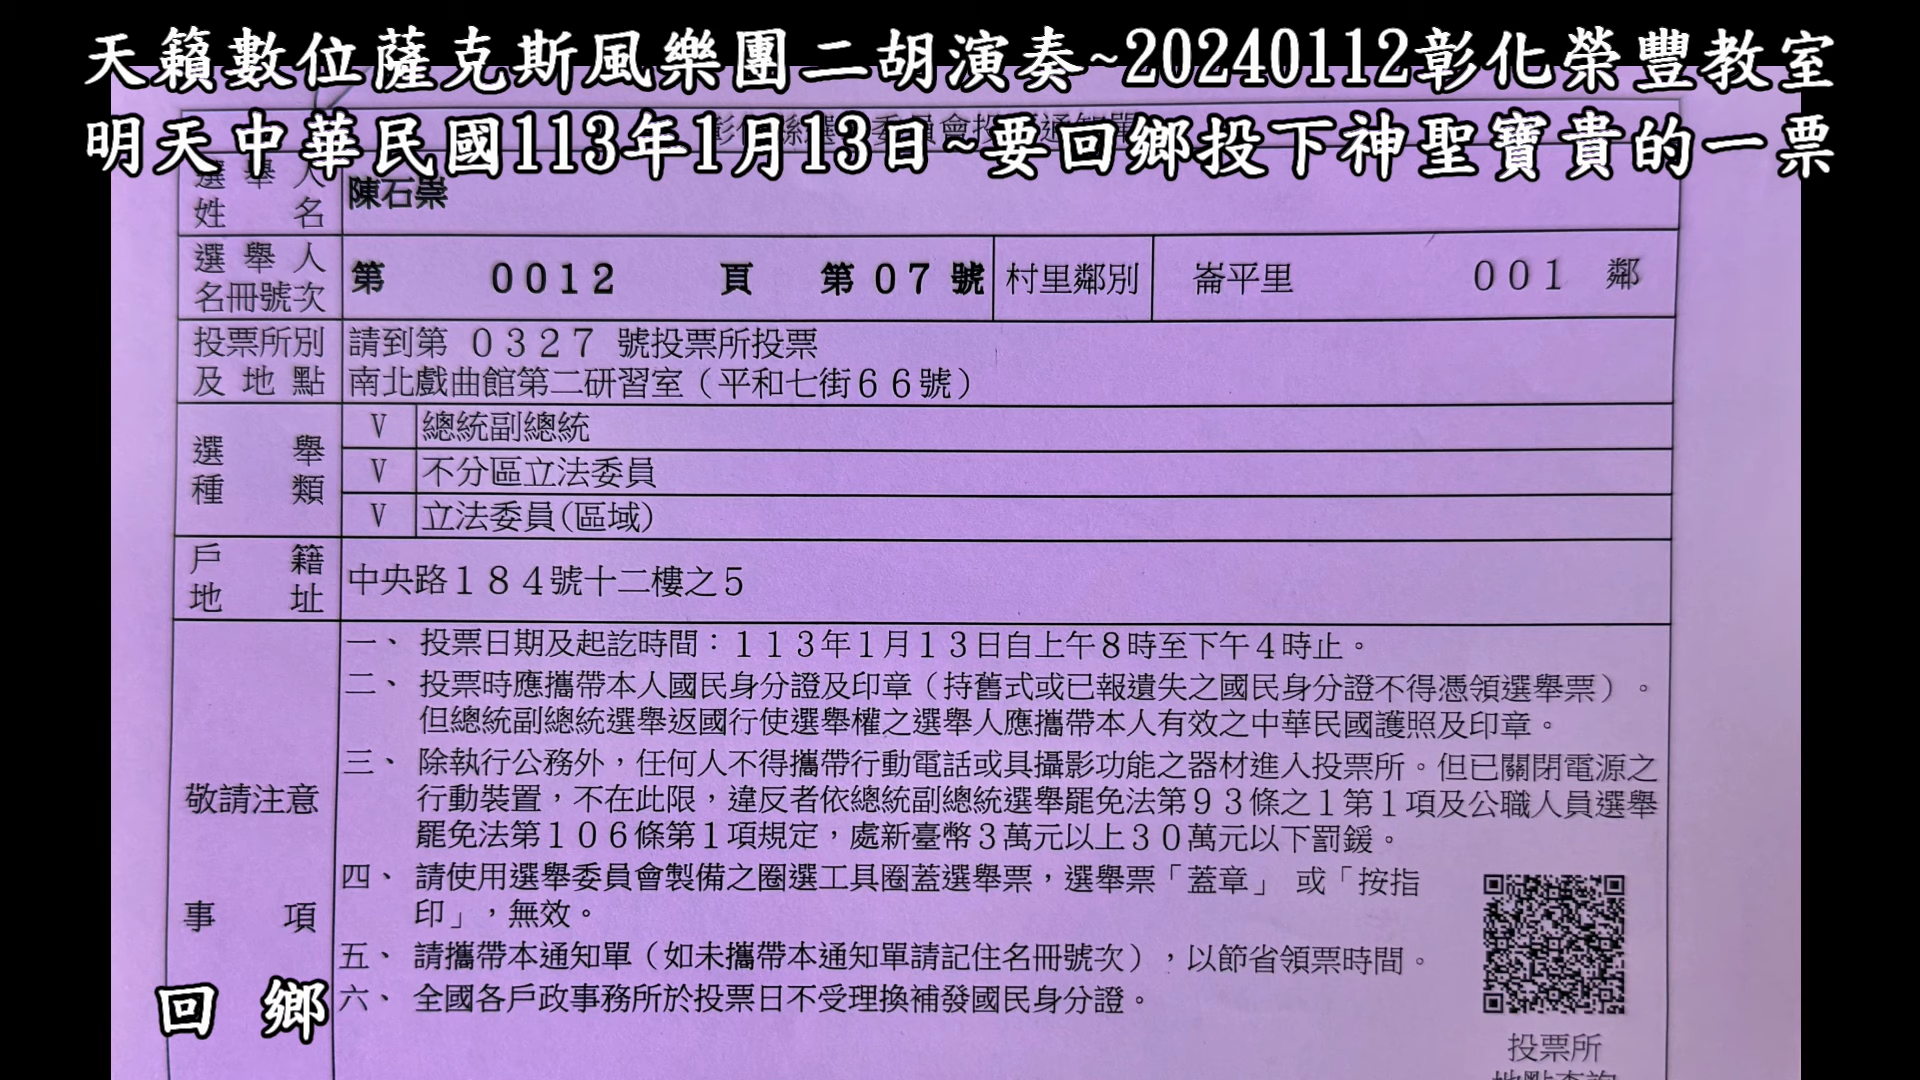 天籟數位薩克斯風樂團二胡演奏~20240112彰化榮豐教室
明天中華民國113年1月13日~要回鄉投下神聖寶貴的一票
選舉人姓名 陳石崇
選舉人名冊號次 第 0012 頁 第07號 村里鄰別 崙平里 001 鄰
投票所別及地點 請到第 0327 號投票所投票
南北戲曲館第二研習室（平和七街66號）
選舉種類 V 總統副總統
V 不分區立法委員
V 立法委員(區域)
戶籍地址 中央路184號十二樓之5
敬請注意事項
一、投票日期及起訖時間：113年1月13日自上午8時至下午4時止。
二、投票時應攜帶本人國民身分證及印章（持舊式或已報遺失之國民身分證不得憑領選舉票）。
但總統副總統選舉返國行使選舉權之選舉人應攜帶本人有效之中華民國護照及印章。
三、除執行公務外，任何人不得攜帶行動電話或具攝影功能之器材進入投票所。但已關閉電源之
行動裝置，不在此限，違反者依總統副總統選舉罷免法第93條之1第1項及公職人員選舉
罷免法第106條第1項規定，處新臺幣3萬元以上30萬元以下罰鍰。
四、請使用選舉委員會製備之圈選工具圈蓋選舉票，選舉票「蓋章」或「按指
印」，無效。
五、請攜帶本通知單（如未攜帶本通知單請記住名冊號次），以節省領票時間。
六、全國各戶政事務所於投票日不受理換補發國民身分證。
回 鄉
投票所